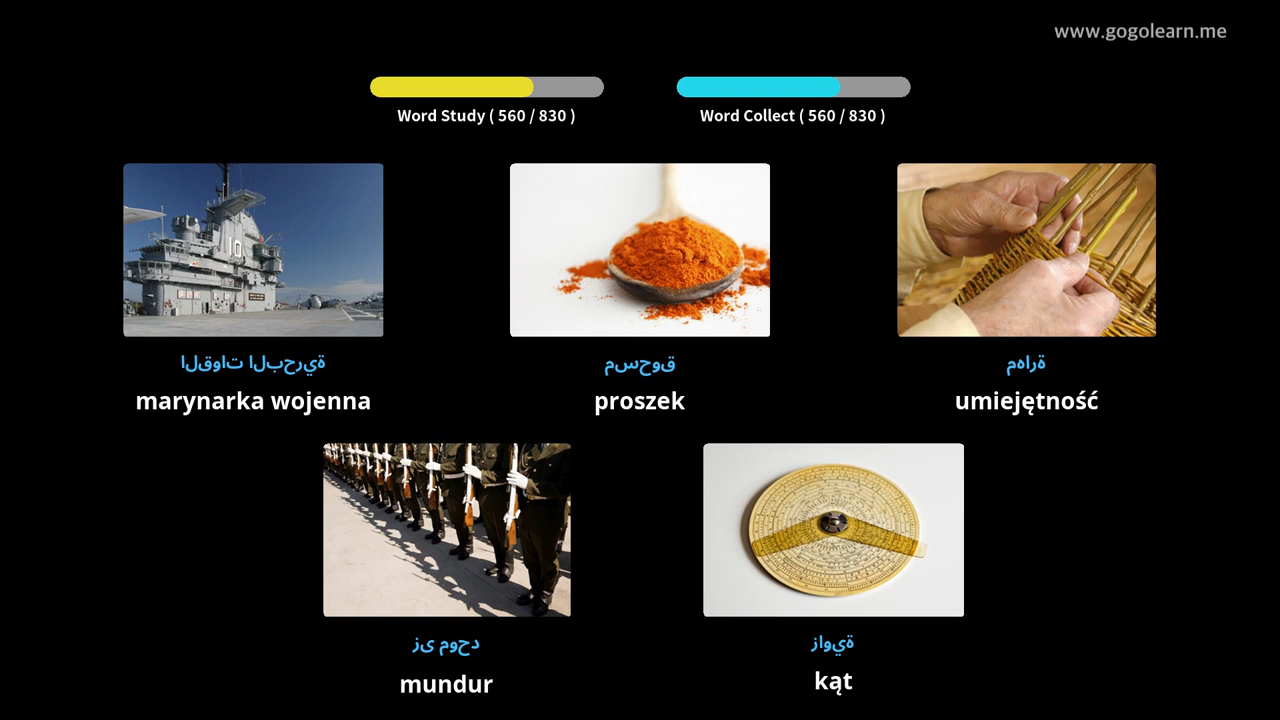 www.gogolearn.me
Word Study ( 560 / 830 )
Word Collect ( 560 / 830 )
القوات البحرية
marynarka wojenna
مسحوق
proszek
مهارة
umiejętność
زى موحد
mundur
زاوية
kąt